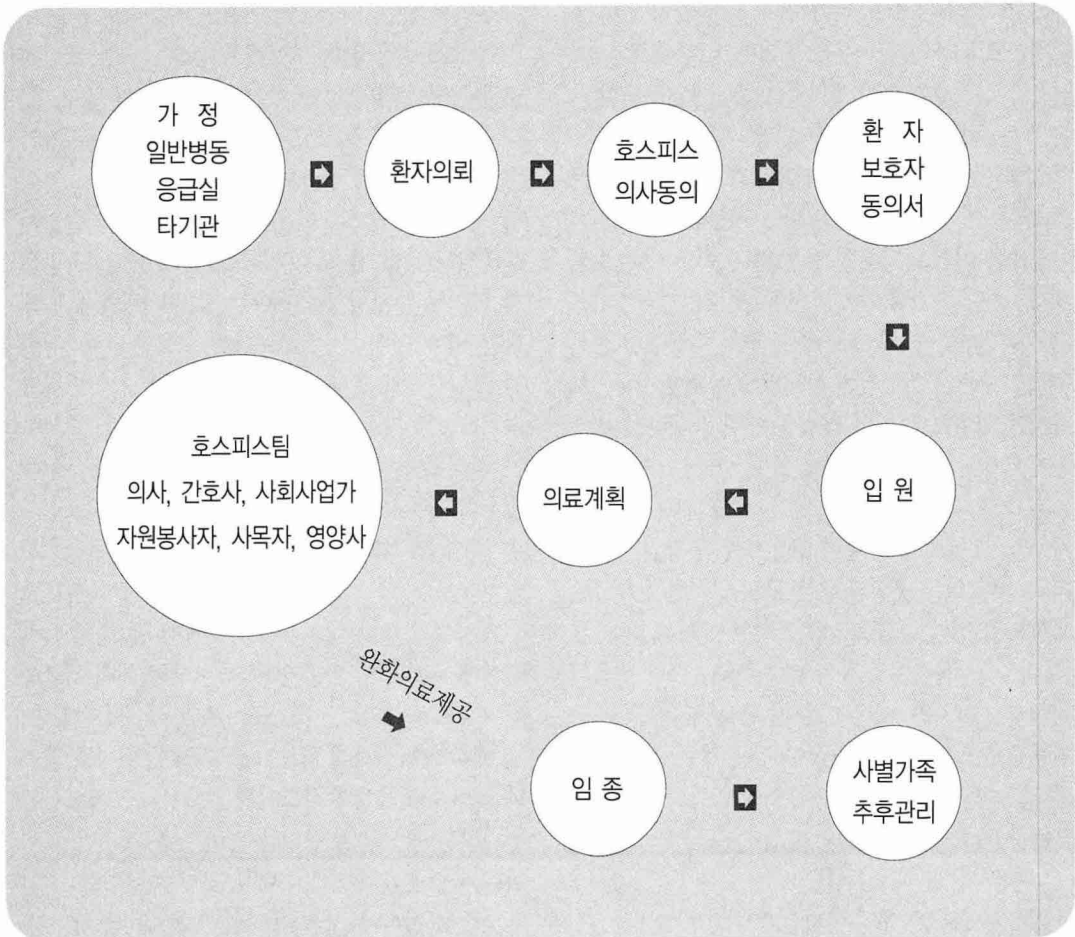 가 정
일반병동
응급실
타기관
환자의뢰
호스피스
의사동의
환 자
보호자
동의서
입 원
의료계획
호스피스팀
의사, 간호사, 사회사업가
자원봉사자, 사목자, 영양사
완화의료제공
임 종
사별가족
추후관리